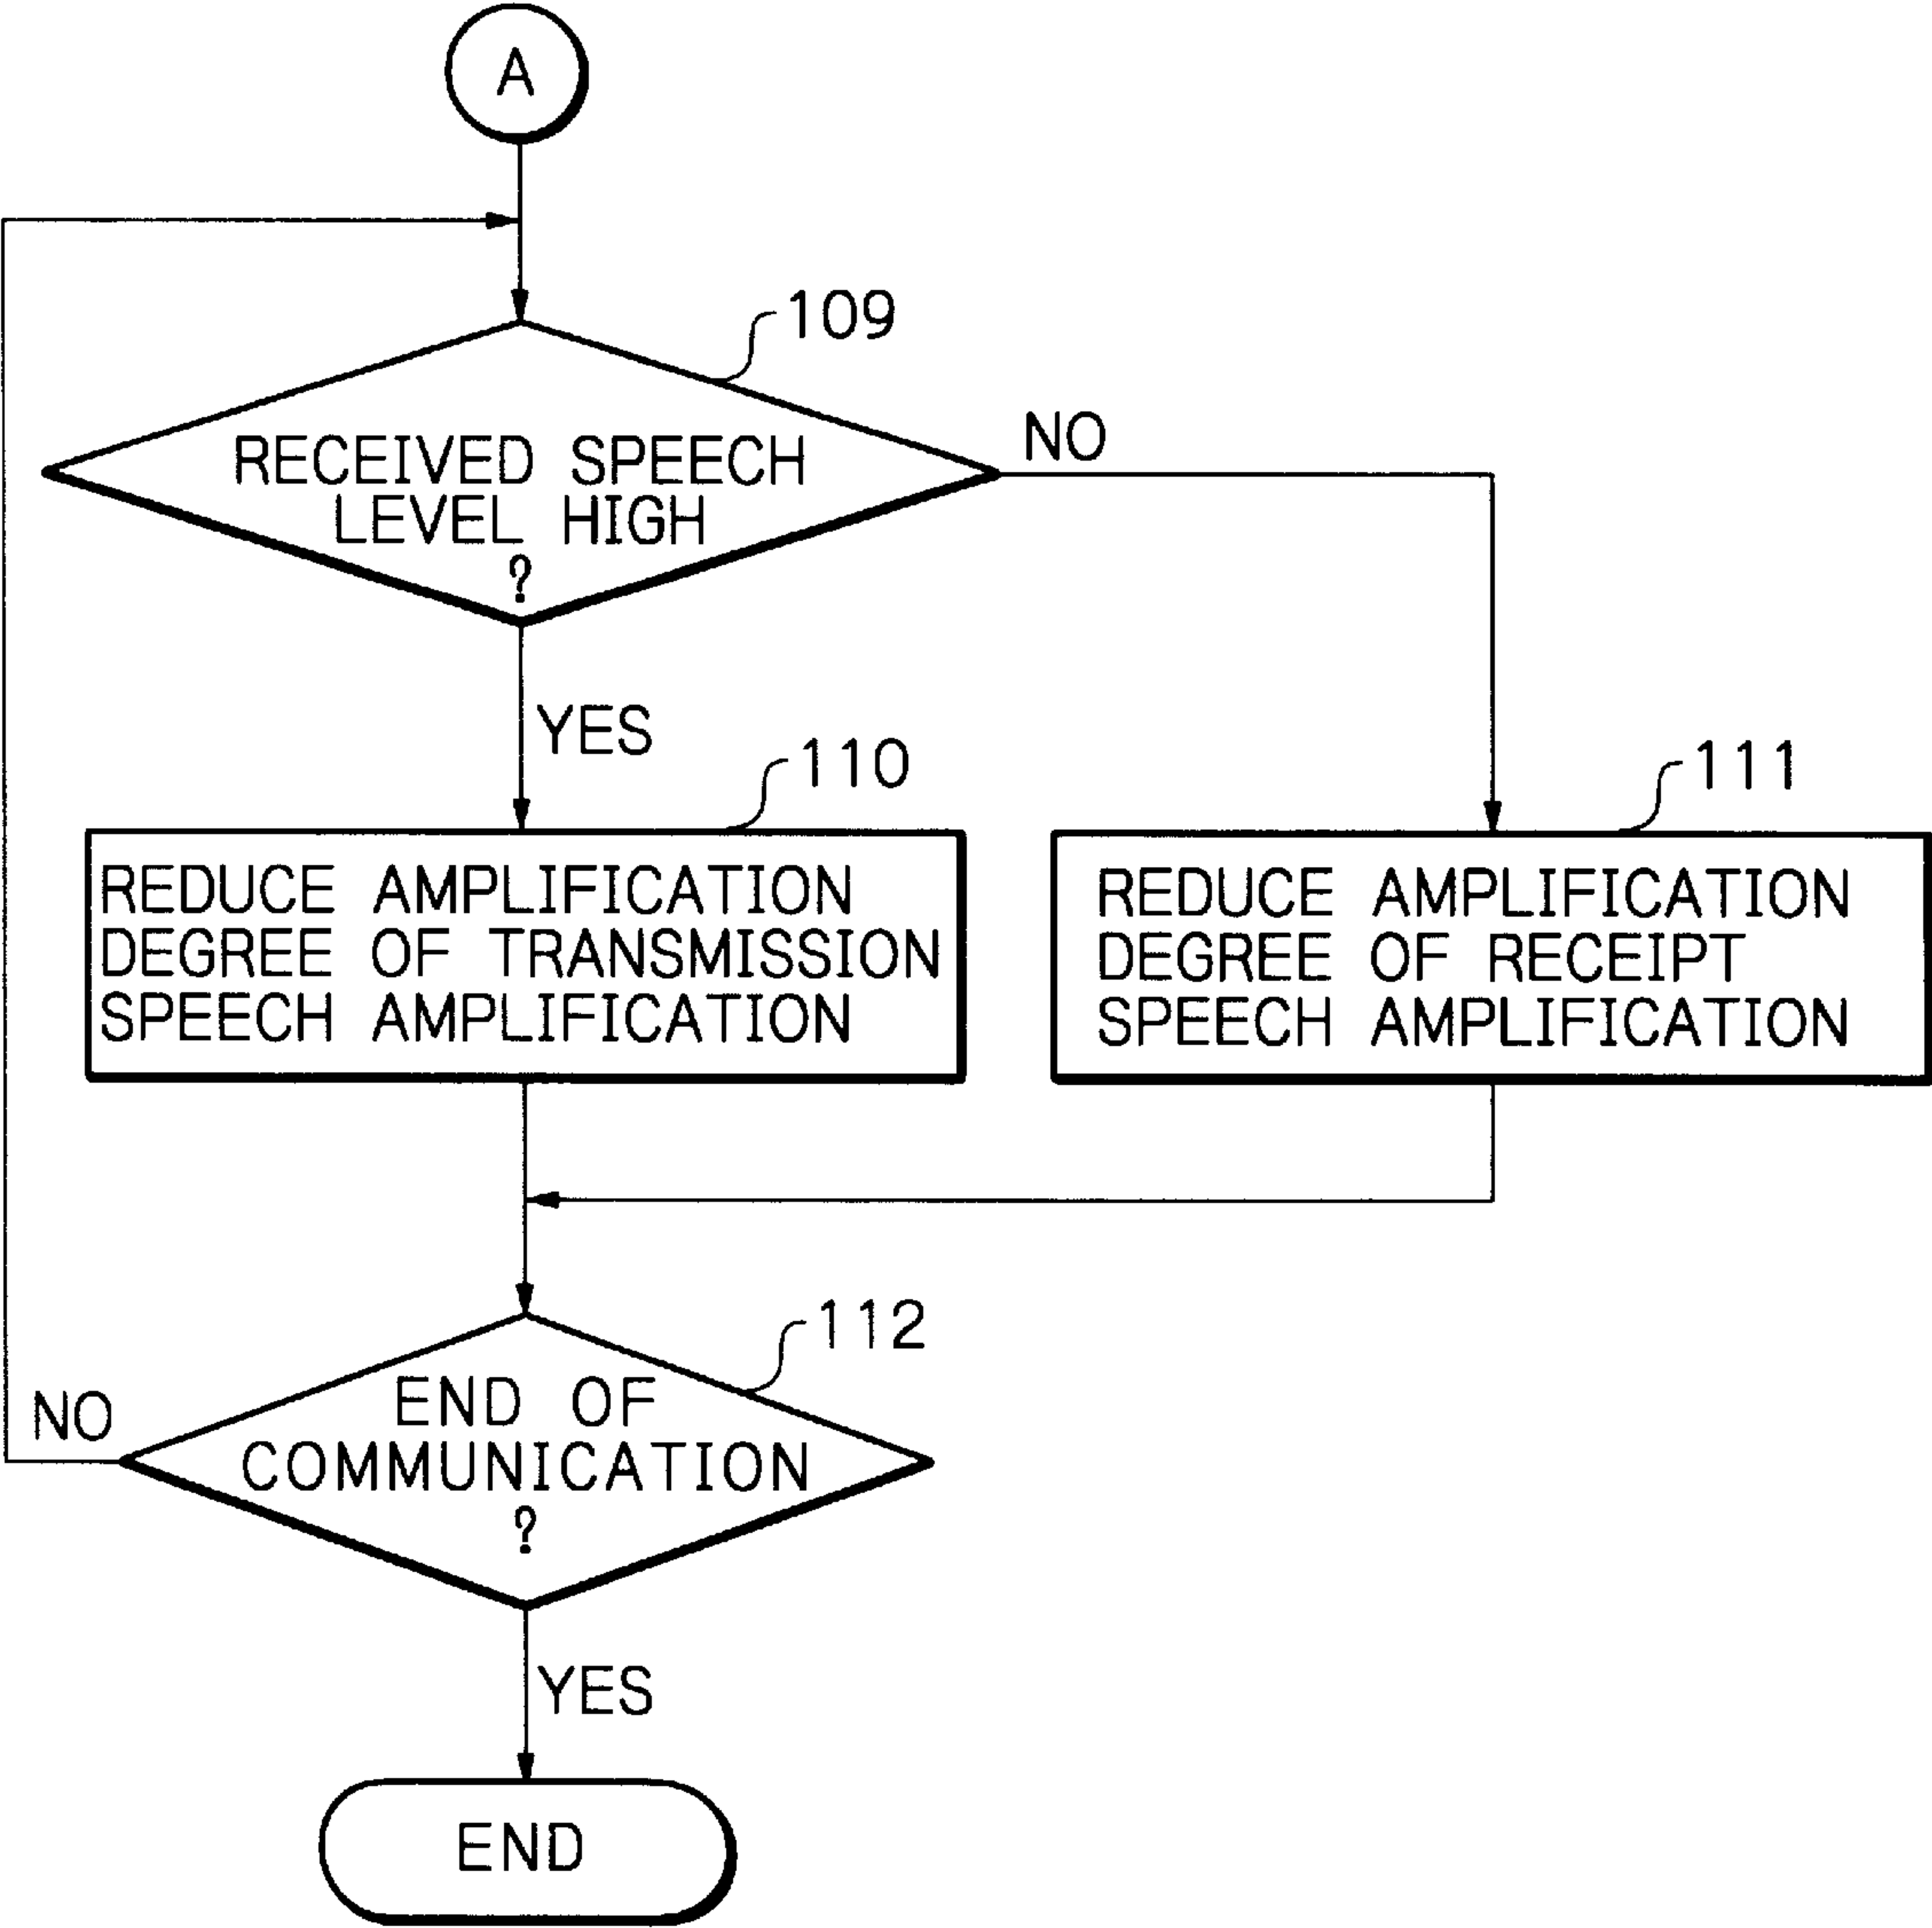 A
109
RECEIVED SPEECH
LEVEL HIGH
?
NO
YES
110
REDUCE AMPLIFICATION
DEGREE OF TRANSMISSION
SPEECH AMPLIFICATION
111
REDUCE AMPLIFICATION
DEGREE OF RECEIPT
SPEECH AMPLIFICATION
112
END OF
COMMUNICATION
?
NO
YES
END